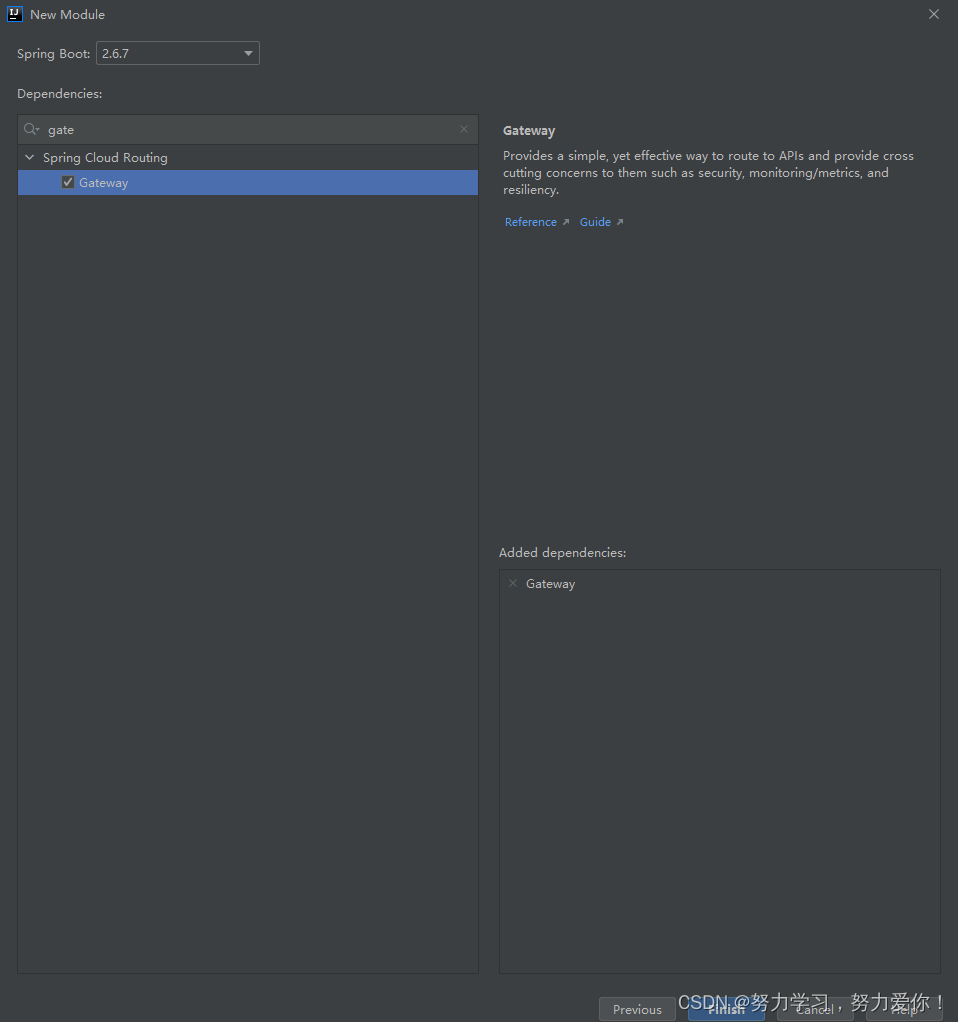 New Module
Spring Boot: 2.6.7
Dependencies:
gate
Spring Cloud Routing
Gateway
Gateway
Provides a simple, yet effective way to route to APIs and provide cross
cutting concerns to them such as security, monitoring/metrics, and
resiliency.
Reference Guide
Added dependencies:
Gateway
Previous Finish Cancel Help
CSDN @努力学习，努力爱你！